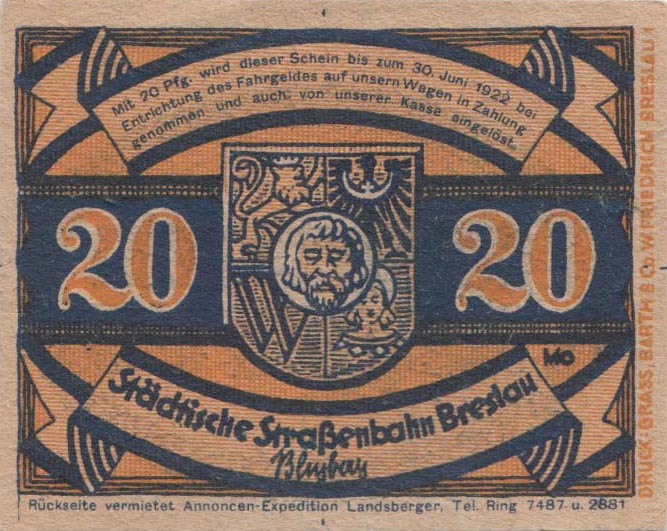 Mit 20 Pfg. wird dieser Schein bis zum 30. Juni 1922 bei
Entrichtung des Fahrgeldes auf unsern Wagen in Zahlung
genommen und auch von unserer Kasse eingelöst.
20 20
W
Mo
Städtische Straßenbahn Breslau
Rückseite vermietet Annoncen-Expedition Landsberger, Tel. Ring 7487 u. 2881
DRUCK: GRASS, BARTH & Co. W. FRIEDRICH BRESLAU 1